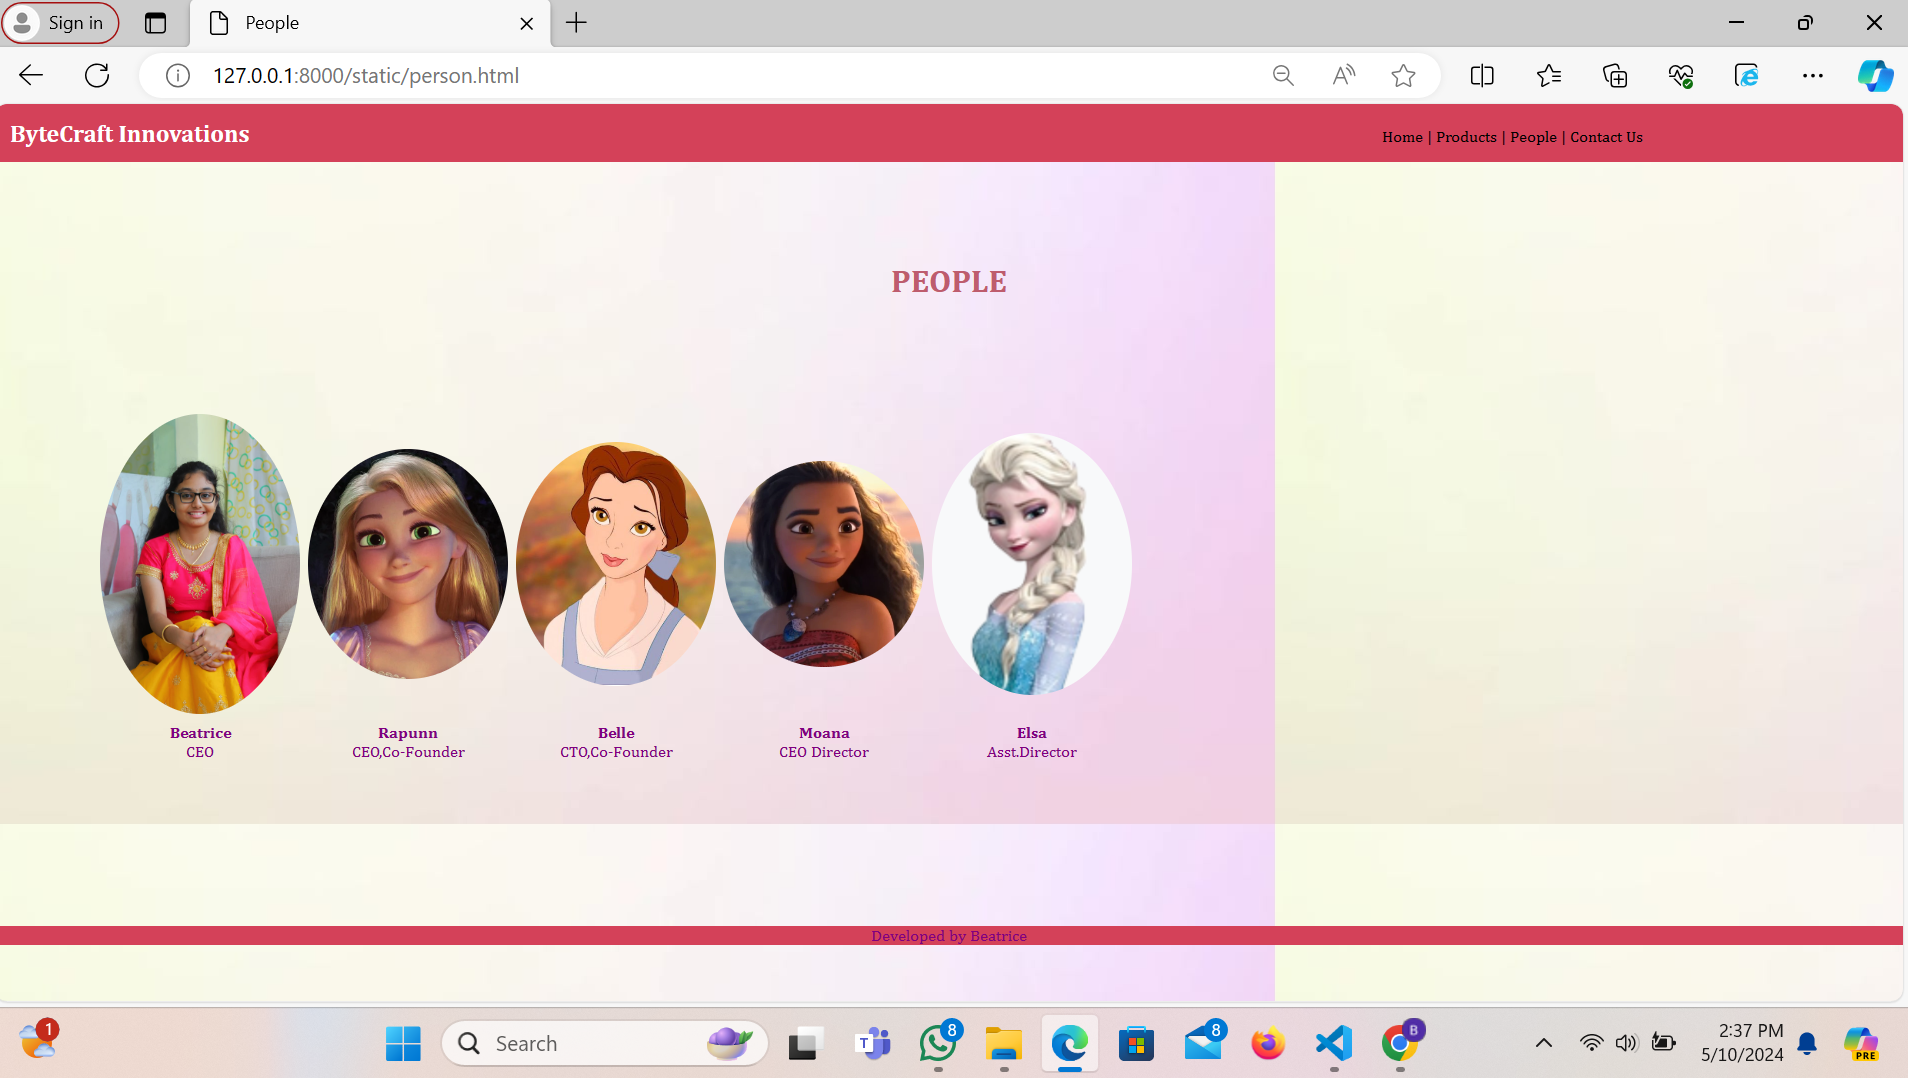 Sign in
People
127.0.0.1:8000/static/person.html
ByteCraft Innovations
Home | Products | People | Contact Us
PEOPLE
Beatrice
CEO
Rapunn
CEO,Co-Founder
Belle
CTO,Co-Founder
Moana
CEO Director
Elsa
Asst.Director
Developed by Beatrice
1
Search
T
8
8
B
2:37 PM
5/10/2024
PRE